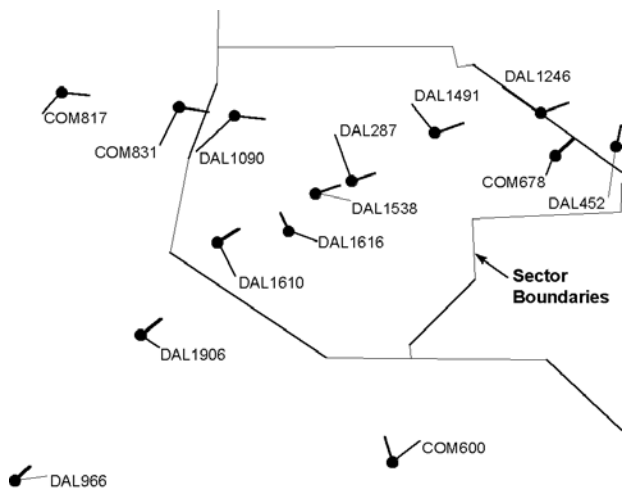 DAL1246
COM817
DAL1491
DAL287
COM831
DAL1090
COM678
DAL452
DAL1538
DAL1616
DAL1610
Sector
Boundaries
DAL1906
COM600
DAL966